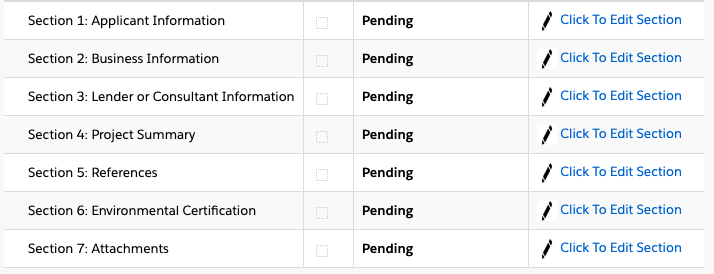 Section 1: Applicant Information Pending Click To Edit Section
Section 2: Business Information Pending Click To Edit Section
Section 3: Lender or Consultant Information Pending Click To Edit Section
Section 4: Project Summary Pending Click To Edit Section
Section 5: References Pending Click To Edit Section
Section 6: Environmental Certification Pending Click To Edit Section
Section 7: Attachments Pending Click To Edit Section